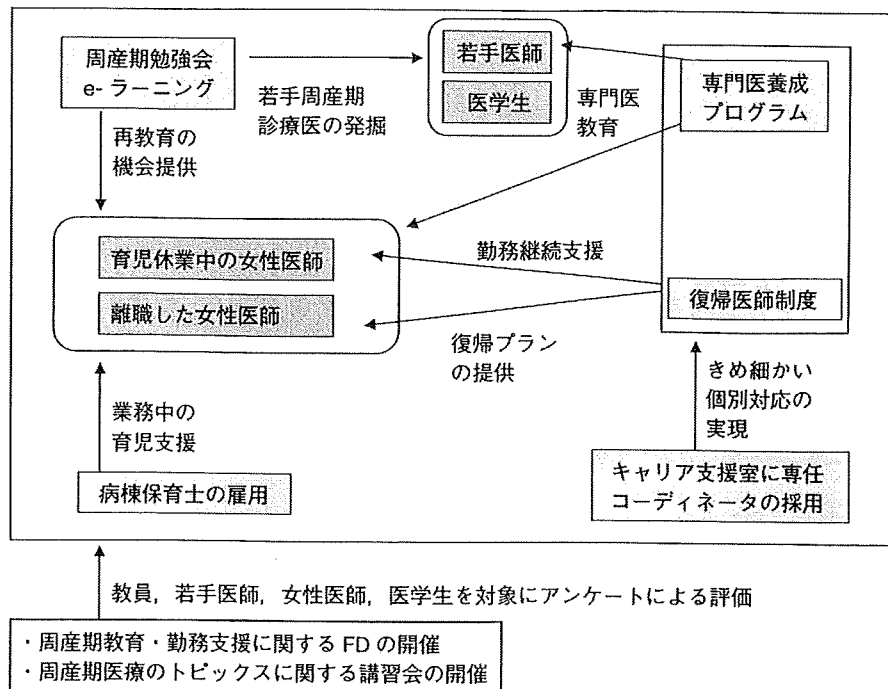 周産期勉強会
e-ラーニング
若手医師
医学生
専門医養成
プログラム
若手周産期
診療医の発掘
専門医
教育
再教育の
機会提供
育児休業中の女性医師
離職した女性医師
勤務継続支援
復帰医師制度
復帰プラン
の提供
きめ細かい
個別対応の
実現
業務中の
育児支援
病棟保育士の雇用
キャリア支援室に専任
コーディネータの採用
教員,若手医師,女性医師,医学生を対象にアンケートによる評価
・周産期教育・勤務支援に関する FD の開催
・周産期医療のトピックスに関する講習会の開催